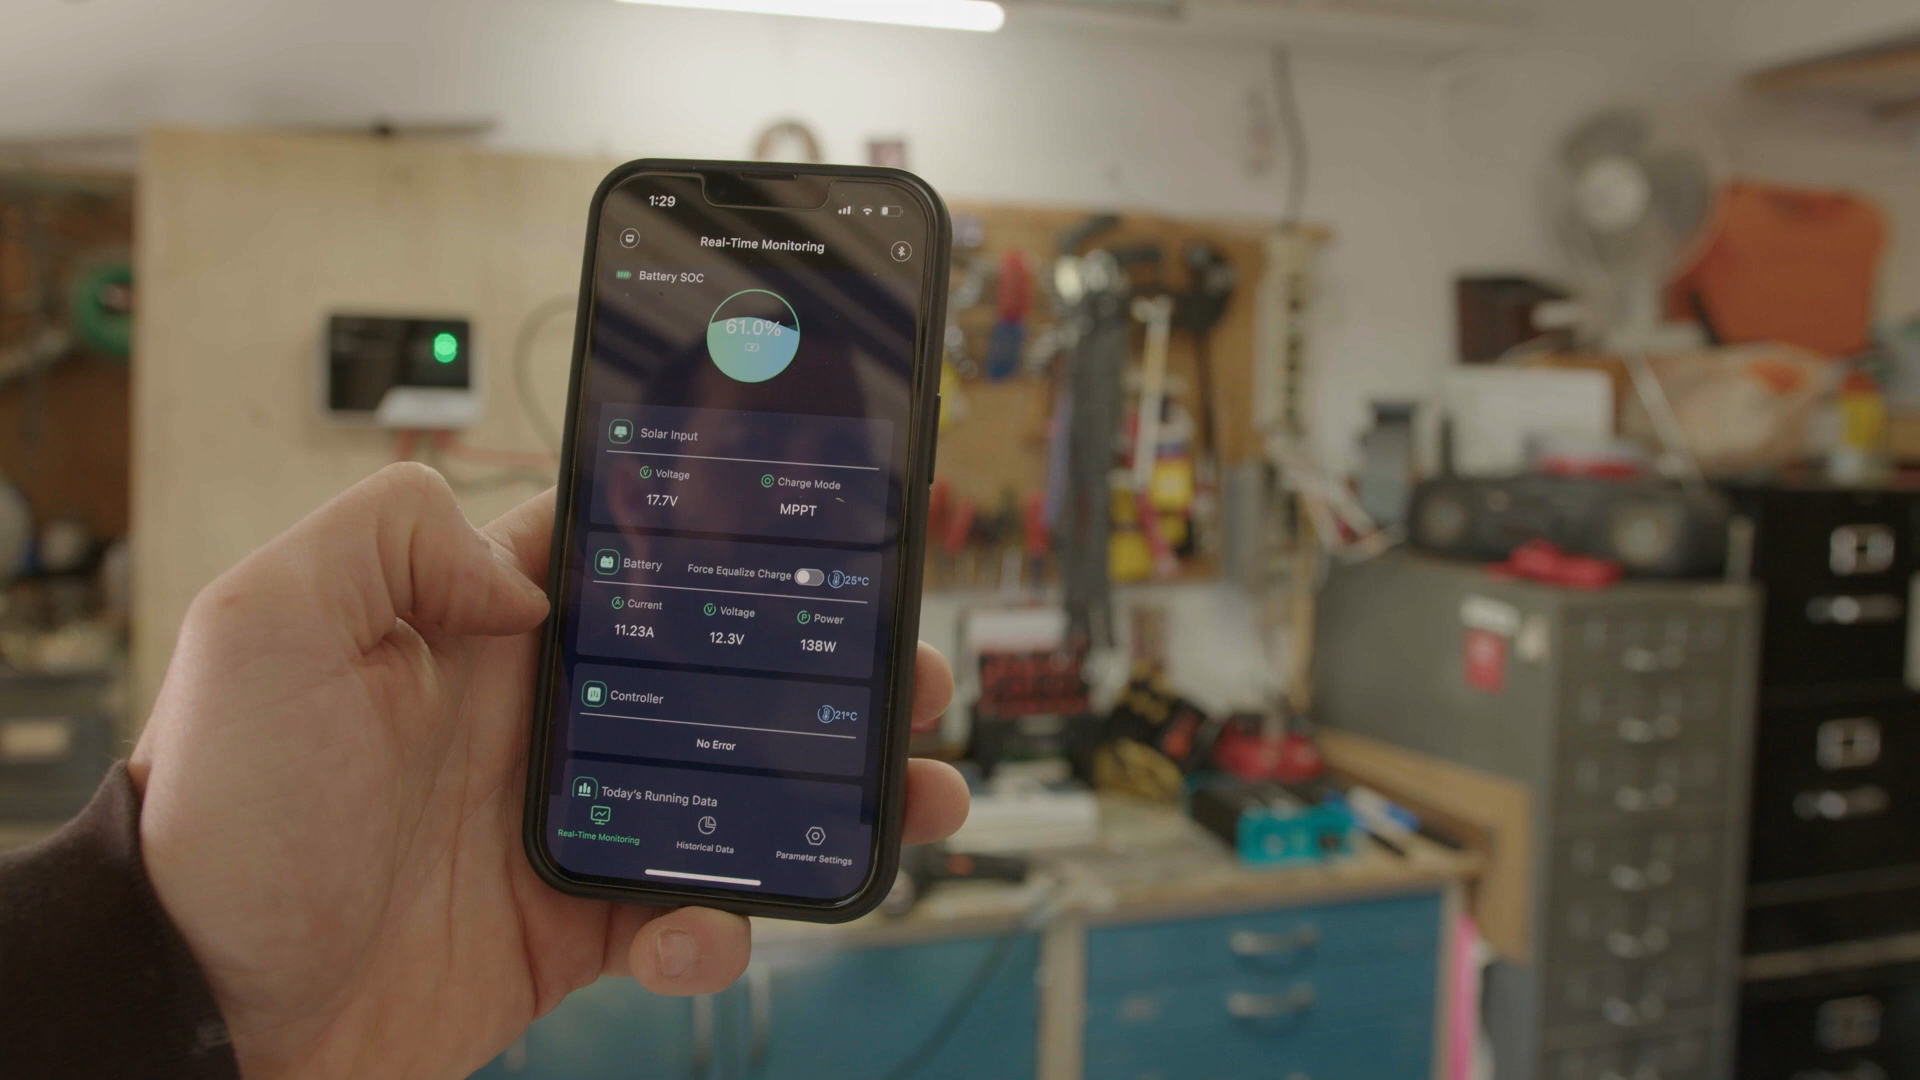 1:29
Real-Time Monitoring
Battery SOC
61.0%
Solar Input
Voltage
Charge Mode
17.7V
MPPT
Battery
Force Equalize Charge
25°C
Current
Voltage
Power
11.23A
12.3V
138W
Controller
21°C
No Error
Today's Running Data
Real-Time Monitoring
Historical Data
Parameter Settings